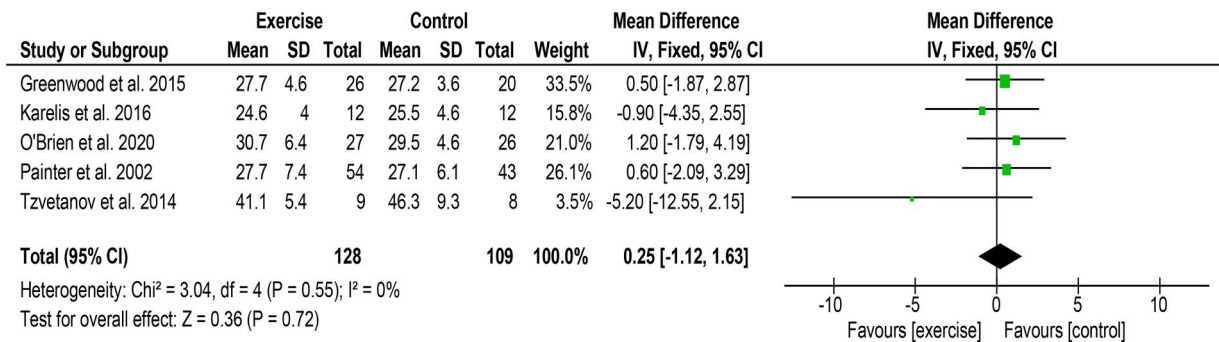 Exercise Control Mean Difference Mean Difference
Study or Subgroup Mean SD Total Mean SD Total Weight IV, Fixed, 95% CI IV, Fixed, 95% CI
Greenwood et al. 2015 27.7 4.6 26 27.2 3.6 20 33.5% 0.50 [-1.87, 2.87]
Karelis et al. 2016 24.6 4 12 25.5 4.6 12 15.8% -0.90 [-4.35, 2.55]
O'Brien et al. 2020 30.7 6.4 27 29.5 4.6 26 21.0% 1.20 [-1.79, 4.19]
Painter et al. 2002 27.7 7.4 54 27.1 6.1 43 26.1% 0.60 [-2.09, 3.29]
Tzvetanov et al. 2014 41.1 5.4 9 46.3 9.3 8 3.5% -5.20 [-12.55, 2.15]
Total (95% CI) 128 109 100.0% 0.25 [-1.12, 1.63]
Heterogeneity: Chi² = 3.04, df = 4 (P = 0.55); I² = 0%
Test for overall effect: Z = 0.36 (P = 0.72)
-10 -5 0 5 10
Favours [exercise] Favours [control]